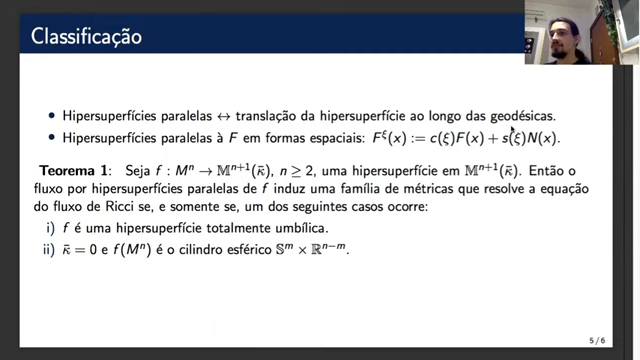 Classificação
• Hipersuperfícies paralelas ↔ translação da hipersuperfície ao longo das geodésicas.
• Hipersuperfícies paralelas à F em formas espaciais: F^ξ(x) := c(ξ)F(x) + s(ξ)N(x).
Teorema 1: Seja f : M^n → 𝕄^{n+1}(κ̄), n ≥ 2, uma hipersuperfície em 𝕄^{n+1}(κ̄). Então o
fluxo por hipersuperfícies paralelas de f induz uma família de métricas que resolve a equação
do fluxo de Ricci se, e somente se, um dos seguintes casos ocorre:
i) f é uma hipersuperfície totalmente umbílica.
ii) κ̄ = 0 e f(M^n) é o cilindro esférico 𝕊^m × ℝ^{n−m}.
5 / 6